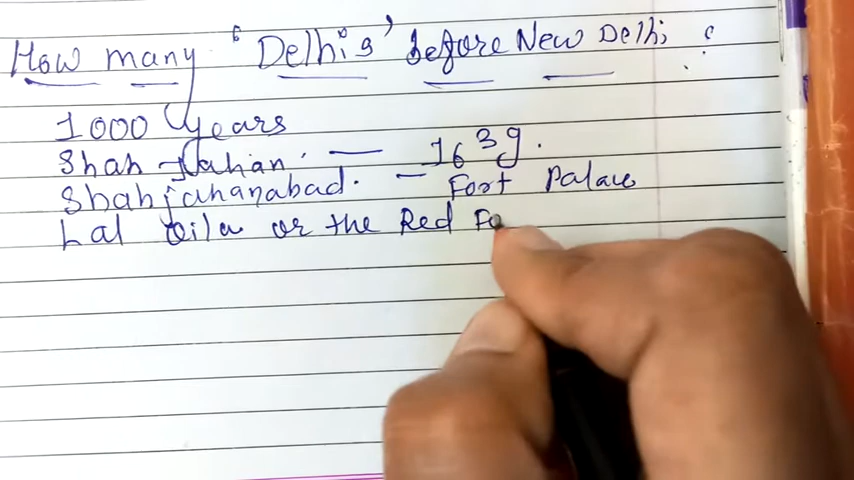 How many 'Delhis' before New Delhi ?
1000 Years
Shah Jahan. — 1639.
Shahjahanabad. — Fort Palace
Lal Qila or the Red Fo